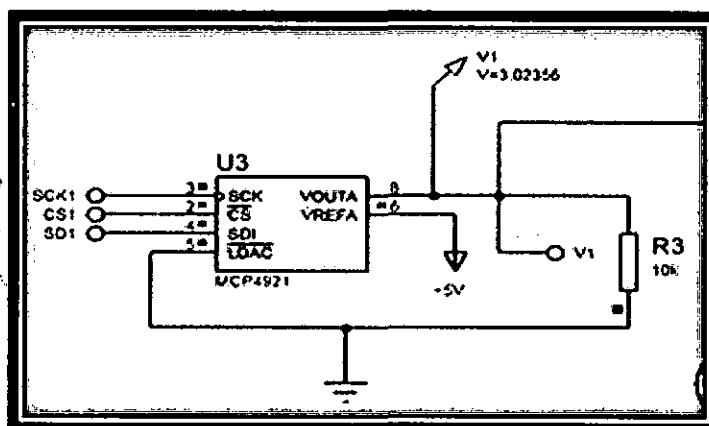 V1
V=3.02356
U3
SCK1
3
SCK
VOUTA
8
CS1
2
CS
VREFA
6
SD1
4
SDI
5
LDAC
V1
R3
10k
+5V
MCP4921